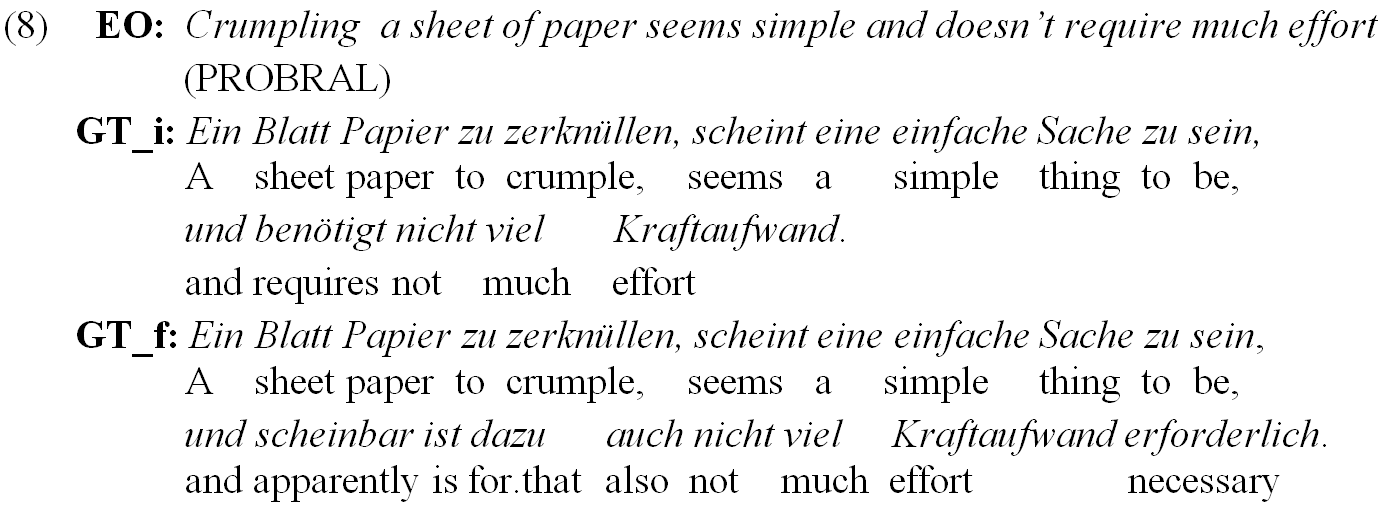 (8) EO: Crumpling a sheet of paper seems simple and doesn't require much effort
(PROBRAL)
GT_i: Ein Blatt Papier zu zerknüllen, scheint eine einfache Sache zu sein,
A sheet paper to crumple, seems a simple thing to be,
und benötigt nicht viel Kraftaufwand.
and requires not much effort
GT_f: Ein Blatt Papier zu zerknüllen, scheint eine einfache Sache zu sein,
A sheet paper to crumple, seems a simple thing to be,
und scheinbar ist dazu auch nicht viel Kraftaufwand erforderlich.
and apparently is for.that also not much effort necessary